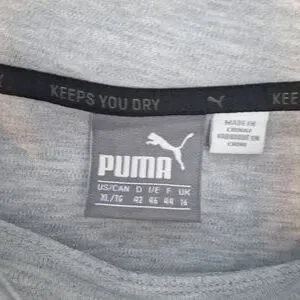 KEEPS YOU DRY
KEE
PUMA
MADE IN
CHINA/
FABRIQUÉ EN
CHINE
US/CAN D I/E F UK
XL/TG 42 46 44 16